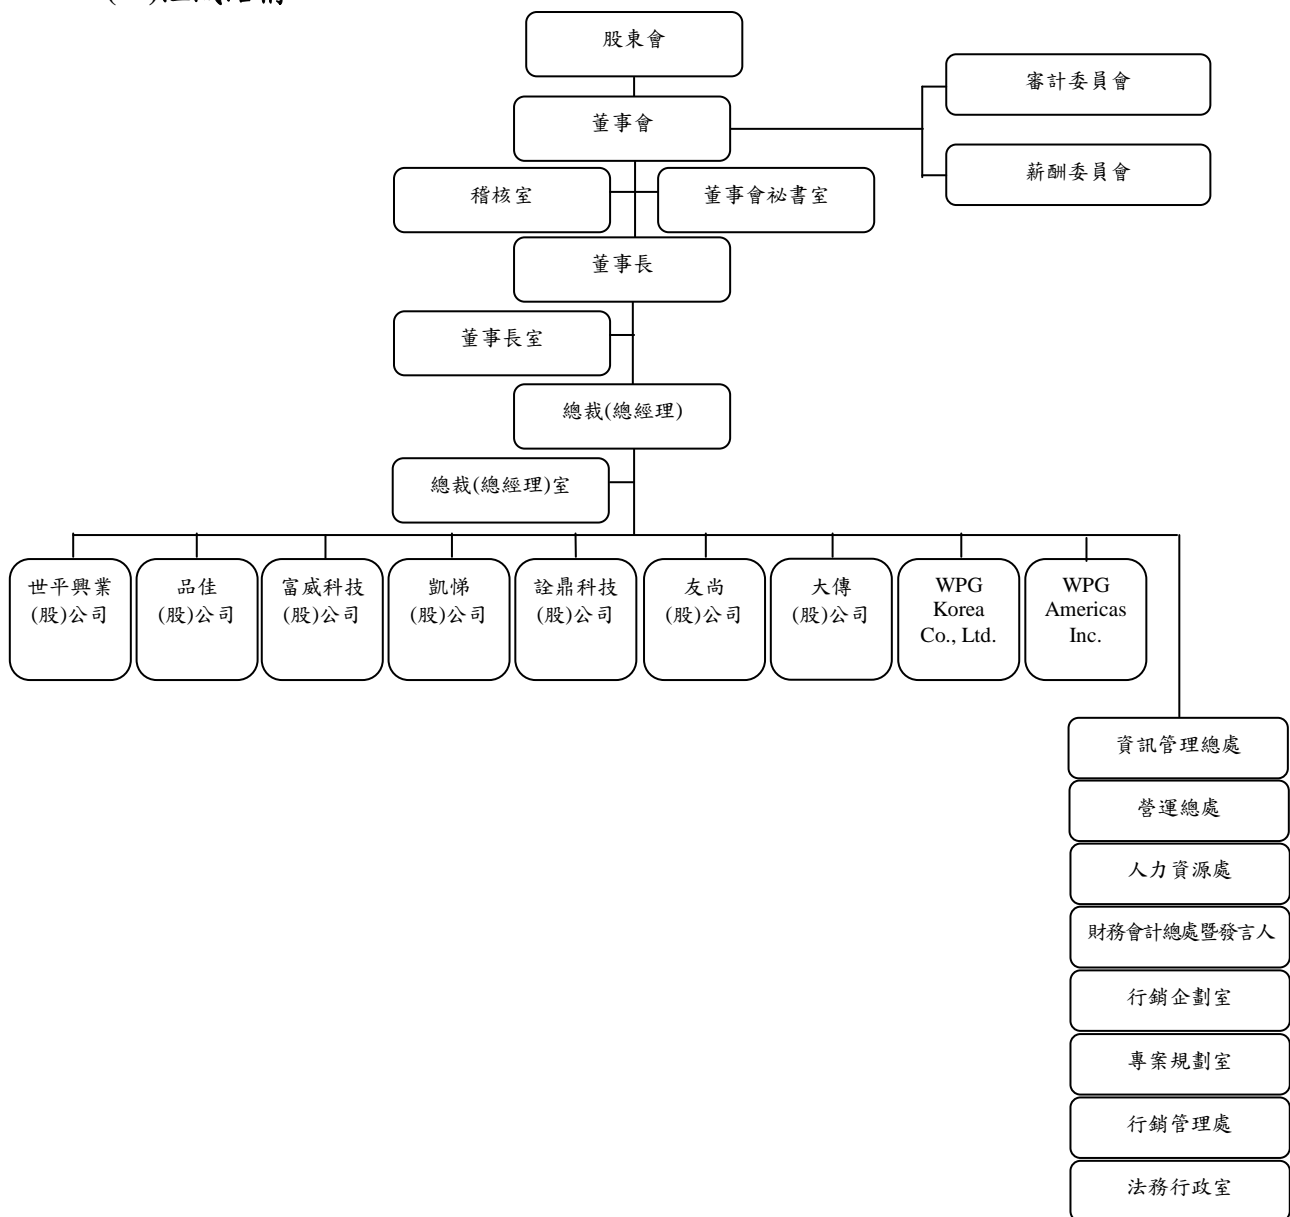 股東會
審計委員會
董事會
薪酬委員會
稽核室
董事會祕書室
董事長
董事長室
總裁(總經理)
總裁(總經理)室
世平興業
(股)公司
品佳
(股)公司
富威科技
(股)公司
凱悌
(股)公司
詮鼎科技
(股)公司
友尚
(股)公司
大傳
(股)公司
WPG
Korea
Co., Ltd.
WPG
Americas
Inc.
資訊管理總處
營運總處
人力資源處
財務會計總處暨發言人
行銷企劃室
專案規劃室
行銷管理處
法務行政室